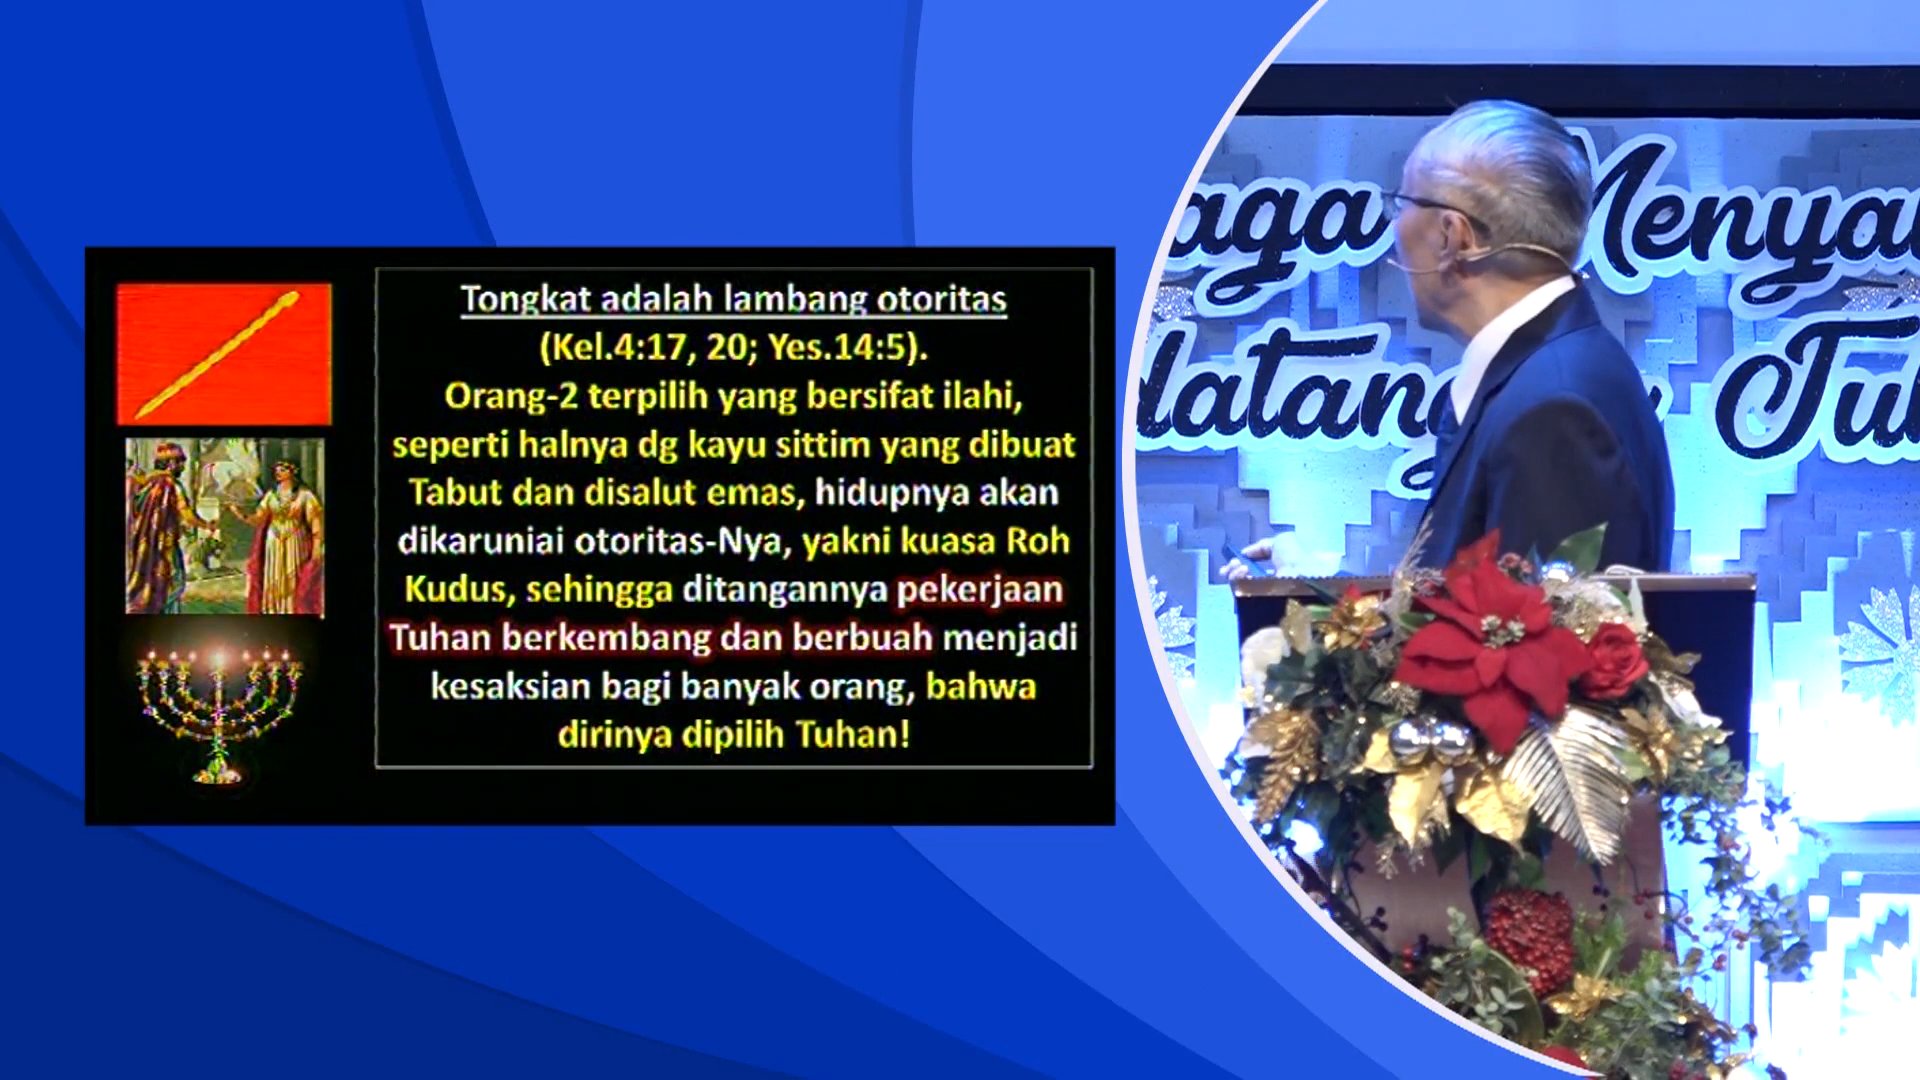 Tongkat adalah lambang otoritas
(Kel.4:17, 20; Yes.14:5).
Orang-2 terpilih yang bersifat ilahi,
seperti halnya dg kayu sittim yang dibuat
Tabut dan disalut emas, hidupnya akan
dikaruniai otoritas-Nya, yakni kuasa Roh
Kudus, sehingga ditangannya pekerjaan
Tuhan berkembang dan berbuah menjadi
kesaksian bagi banyak orang, bahwa
dirinya dipilih Tuhan!